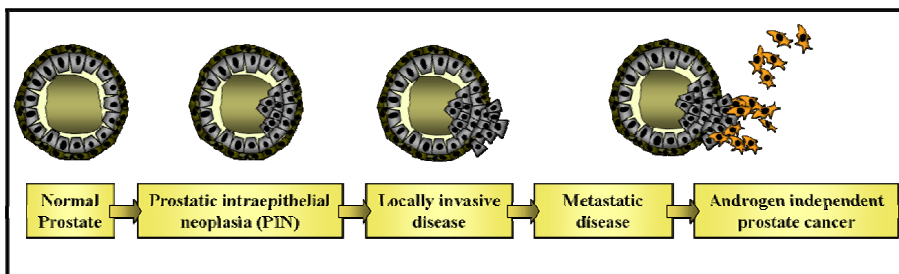 Normal
Prostate
Prostatic intraepithelial
neoplasia (PIN)
Locally invasive
disease
Metastatic
disease
Androgen independent
prostate cancer